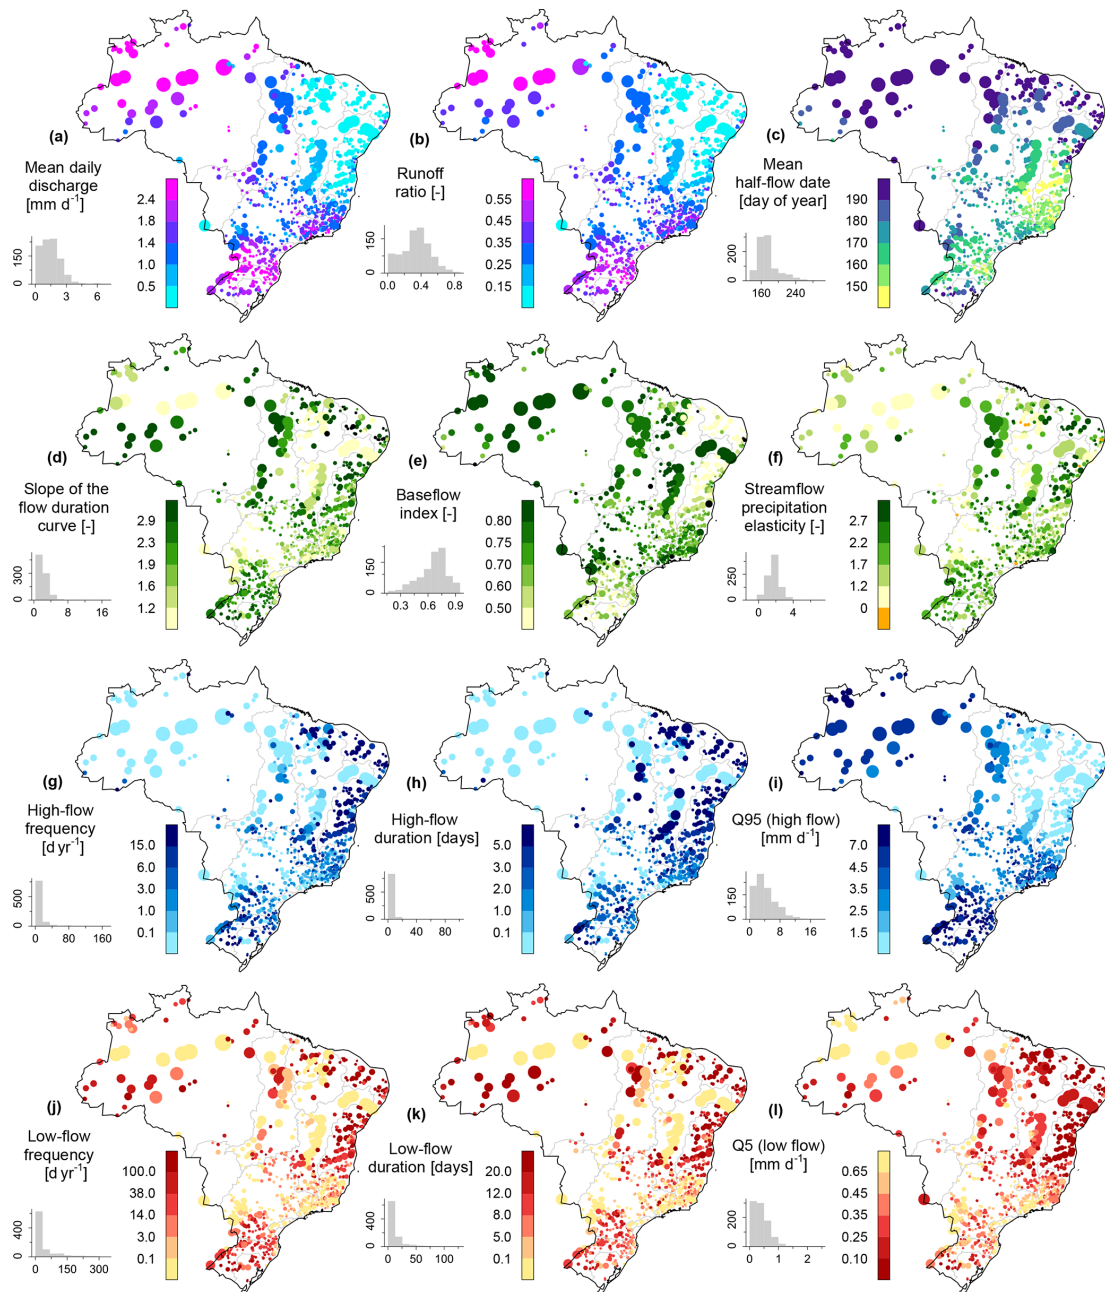 (a)
Mean daily
discharge
[mm d⁻¹]
2.4
1.8
1.4
1.0
0.5
150
0
0
3
6
(b)
Runoff
ratio [-]
0.55
0.45
0.35
0.25
0.15
150
0
0.0
0.4
0.8
(c)
Mean
half-flow date
[day of year]
190
180
170
160
150
200
0
160
240
(d)
Slope of the
flow duration
curve [-]
2.9
2.3
1.9
1.6
1.2
300
0
0
4
8
16
(e)
Baseflow
index [-]
0.80
0.75
0.70
0.60
0.50
150
0
0.3
0.6
0.9
(f)
Streamflow
precipitation
elasticity [-]
2.7
2.2
1.7
1.2
0
250
0
0
4
(g)
High-flow
frequency
[d yr⁻¹]
15.0
6.0
3.0
1.0
0.1
500
0
0
80
160
(h)
High-flow
duration [days]
5.0
3.0
2.0
1.0
0.1
500
0
0
40
80
(i)
Q95 (high flow)
[mm d⁻¹]
7.0
4.5
3.5
2.5
1.5
150
0
0
4
8
16
(j)
Low-flow
frequency
[d yr⁻¹]
100.0
38.0
14.0
3.0
0.1
400
0
0
150
300
(k)
Low-flow
duration [days]
20.0
12.0
8.0
5.0
0.1
400
0
0
50
100
(l)
Q5 (low flow)
[mm d⁻¹]
0.65
0.45
0.35
0.25
0.10
200
0
0
1
2